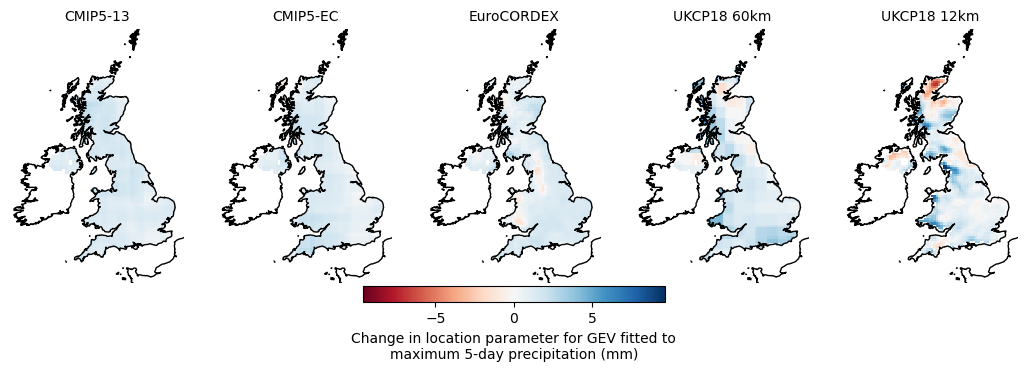 CMIP5-13 CMIP5-EC EuroCORDEX UKCP18 60km UKCP18 12km
−5 0 5
Change in location parameter for GEV fitted to
maximum 5-day precipitation (mm)